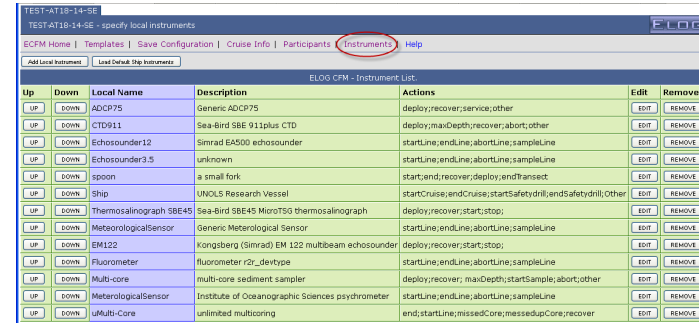 TEST-AT18-14-SE
TEST-AT18-14-SE - specify local instruments ELOG
ECFM Home | Templates | Save Configuration | Cruise Info | Participants | Instruments | Help
Add Local Instrument Load Default Ship Instruments
ELOG CFM - Instrument List.
Up Down Local Name Description Actions Edit Remove
UP DOWN ADCP75 Generic ADCP75 deploy;recover;service;other EDIT REMOVE
UP DOWN CTD911 Sea-Bird SBE 911plus CTD deploy;maxDepth;recover;abort;other EDIT REMOVE
UP DOWN Echosounder12 Simrad EA500 echosounder startLine;endLine;abortLine;sampleLine EDIT REMOVE
UP DOWN Echosounder3.5 unknown startLine;endLine;abortLine;sampleLine EDIT REMOVE
UP DOWN spoon a small fork start;end;recover;deploy;endTransect EDIT REMOVE
UP DOWN Ship UNOLS Research Vessel startCruise;endCruise;startSafetydrill;endSafetydrill;Other EDIT REMOVE
UP DOWN Thermosalinograph SBE45 Sea-Bird SBE45 MicroTSG thermosalinograph deploy;recover;start;stop; EDIT REMOVE
UP DOWN MeteorologicalSensor Generic Meterological Sensor startLine;endLine;abortLine;sampleLine EDIT REMOVE
UP DOWN EM122 Kongsberg (Simrad) EM 122 multibeam echosounder deploy;recover;start;stop; EDIT REMOVE
UP DOWN Fluorometer fluorometer r2r_devtype startLine;endLine;abortLine;sampleLine EDIT REMOVE
UP DOWN Multi-core multi-core sediment sampler deploy;recover; maxDepth;startSample;abort;other EDIT REMOVE
UP DOWN MeterologicalSensor Institute of Oceanographic Sciences psychrometer startLine;endLine;abortLine;sampleLine EDIT REMOVE
UP DOWN uMulti-Core unlimited multicoring end;startLine;missedCore;messedupCore;recover EDIT REMOVE